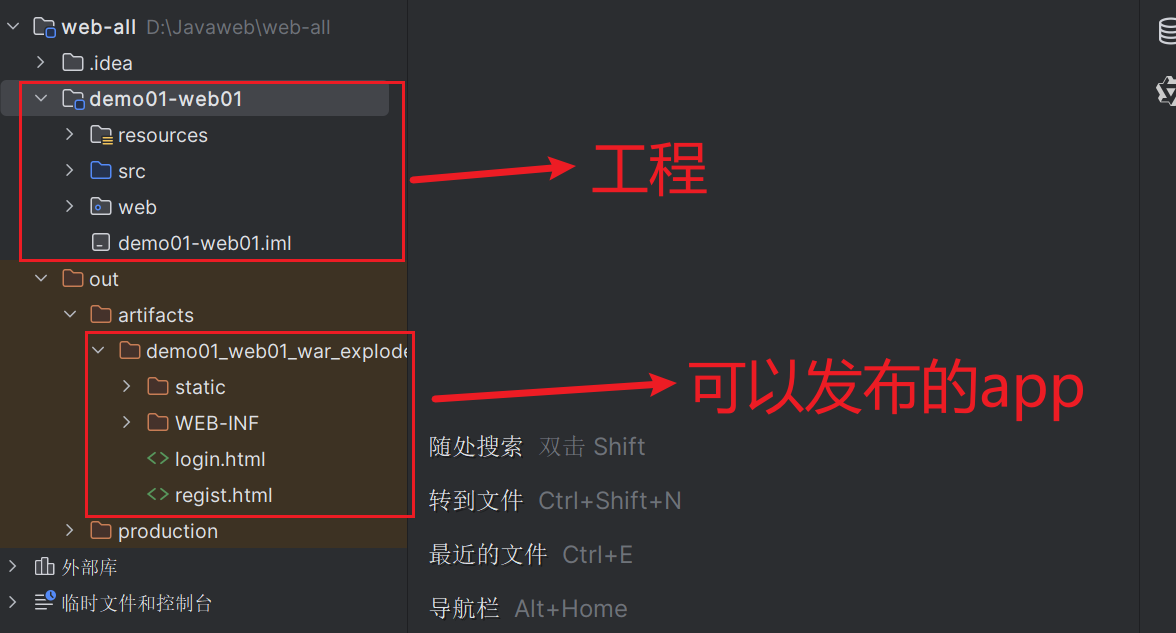 web-all D:\Javaweb\web-all
.idea
demo01-web01
resources
src
web
demo01-web01.iml
工程
out
artifacts
demo01_web01_war_explode
static
WEB-INF
login.html
regist.html
production
外部库
临时文件和控制台
可以发布的app
随处搜索 双击 Shift
转到文件 Ctrl+Shift+N
最近的文件 Ctrl+E
导航栏 Alt+Home